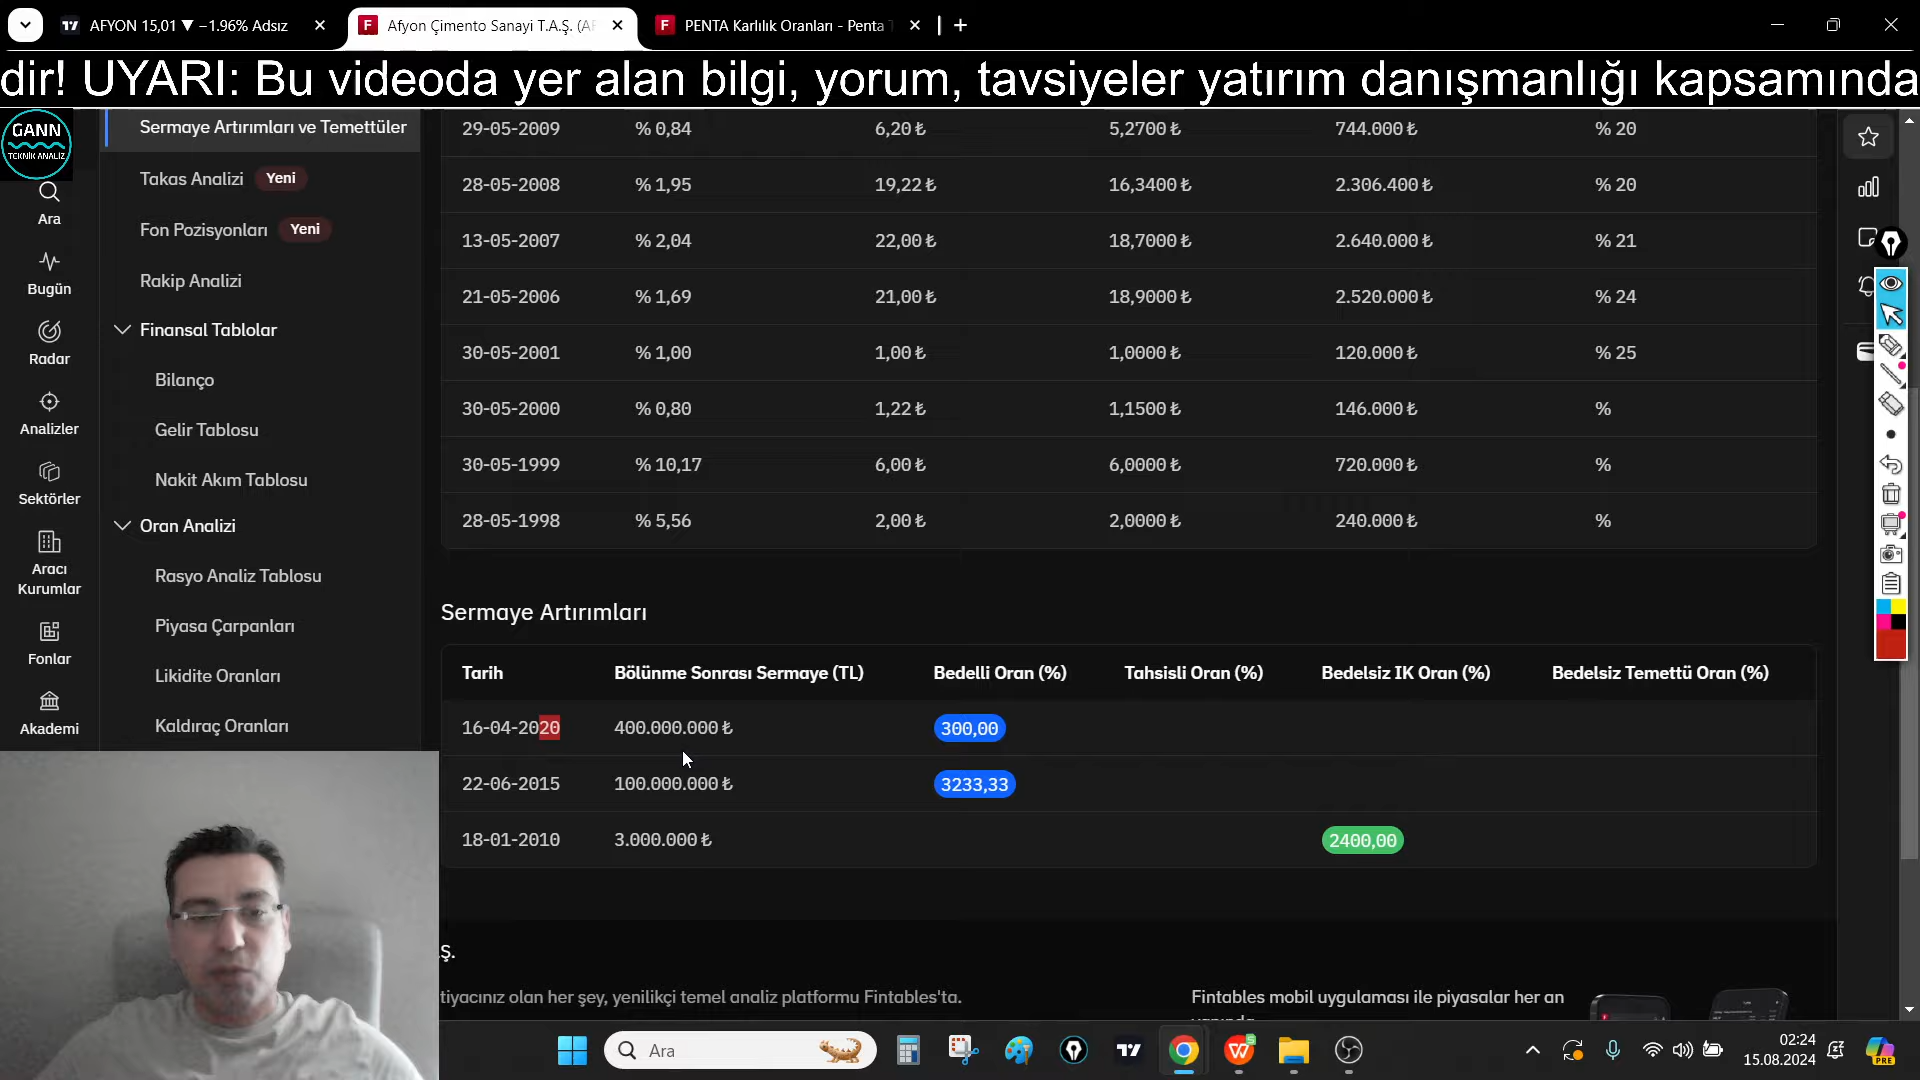 AFYON 15,01 ▼ −1.96% Adsız
Afyon Çimento Sanayi T.A.Ş. (AF
PENTA Karlılık Oranları - Penta T
dir! UYARI: Bu videoda yer alan bilgi, yorum, tavsiyeler yatırım danışmanlığı kapsamında
GANN
TEKNİK ANALİZ
Ara
Bugün
Radar
Analizler
Sektörler
Aracı
Kurumlar
Fonlar
Akademi
Sermaye Artırımları ve Temettüler
Takas Analizi Yeni
Fon Pozisyonları Yeni
Rakip Analizi
Finansal Tablolar
Bilanço
Gelir Tablosu
Nakit Akım Tablosu
Oran Analizi
Rasyo Analiz Tablosu
Piyasa Çarpanları
Likidite Oranları
Kaldıraç Oranları
29-05-2009 % 0,84 6,20 ₺ 5,2700 ₺ 744.000 ₺ % 20
28-05-2008 % 1,95 19,22 ₺ 16,3400 ₺ 2.306.400 ₺ % 20
13-05-2007 % 2,04 22,00 ₺ 18,7000 ₺ 2.640.000 ₺ % 21
21-05-2006 % 1,69 21,00 ₺ 18,9000 ₺ 2.520.000 ₺ % 24
30-05-2001 % 1,00 1,00 ₺ 1,0000 ₺ 120.000 ₺ % 25
30-05-2000 % 0,80 1,22 ₺ 1,1500 ₺ 146.000 ₺ %
30-05-1999 % 10,17 6,00 ₺ 6,0000 ₺ 720.000 ₺ %
28-05-1998 % 5,56 2,00 ₺ 2,0000 ₺ 240.000 ₺ %
Sermaye Artırımları
Tarih Bölünme Sonrası Sermaye (TL) Bedelli Oran (%) Tahsisli Oran (%) Bedelsiz IK Oran (%) Bedelsiz Temettü Oran (%)
16-04-2020 400.000.000 ₺ 300,00
22-06-2015 100.000.000 ₺ 3233,33
18-01-2010 3.000.000 ₺ 2400,00
Ş.
tiyacınız olan her şey, yenilikçi temel analiz platformu Fintables'ta.
Fintables mobil uygulaması ile piyasalar her an
Ara
02:24
15.08.2024
PRE